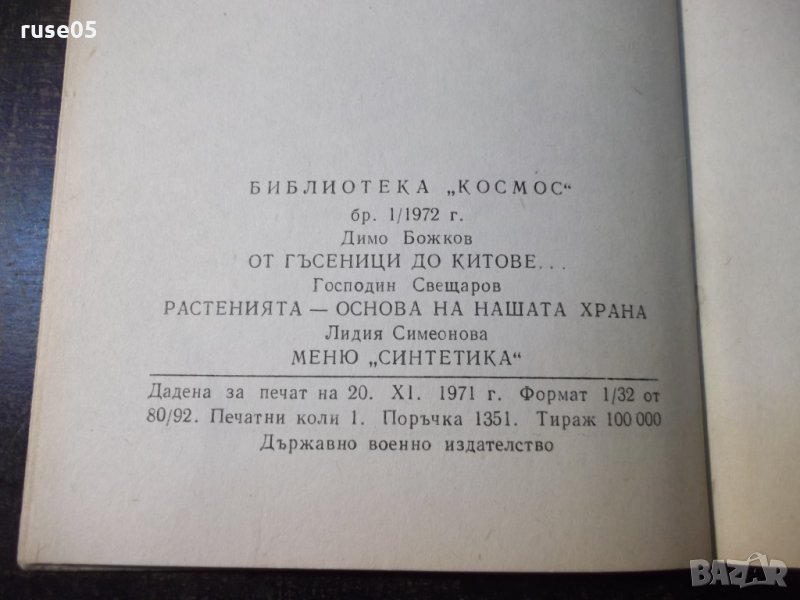 ruse05
БИБЛИОТЕКА „КОСМОС“
бр. 1/1972 г.
Димо Божков
ОТ ГЪСЕНИЦИ ДО КИТОВЕ...
Господин Свещаров
РАСТЕНИЯТА — ОСНОВА НА НАШАТА ХРАНА
Лидия Симеонова
МЕНЮ „СИНТЕТИКА“
Дадена за печат на 20. XI. 1971 г. Формат 1/32 от
80/92. Печатни коли 1. Поръчка 1351. Тираж 100 000
Държавно военно издателство
BAZAR